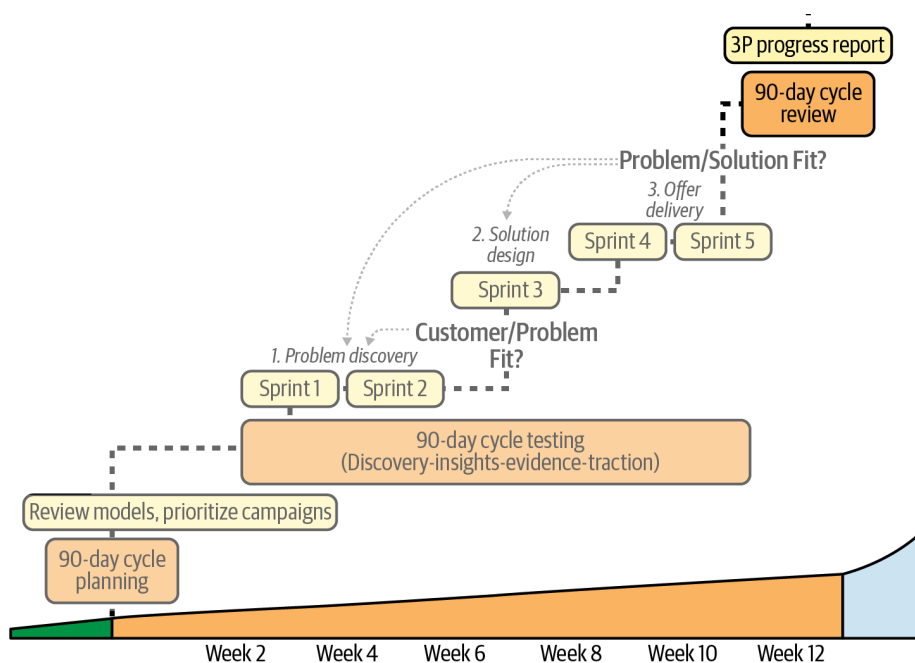 3P progress report
90-day cycle
review
Problem/Solution Fit?
3. Offer
delivery
2. Solution
design
Sprint 4
Sprint 5
Sprint 3
Customer/Problem
Fit?
1. Problem discovery
Sprint 1
Sprint 2
90-day cycle testing
(Discovery-insights-evidence-traction)
Review models, prioritize campaigns
90-day cycle
planning
Week 2
Week 4
Week 6
Week 8
Week 10
Week 12